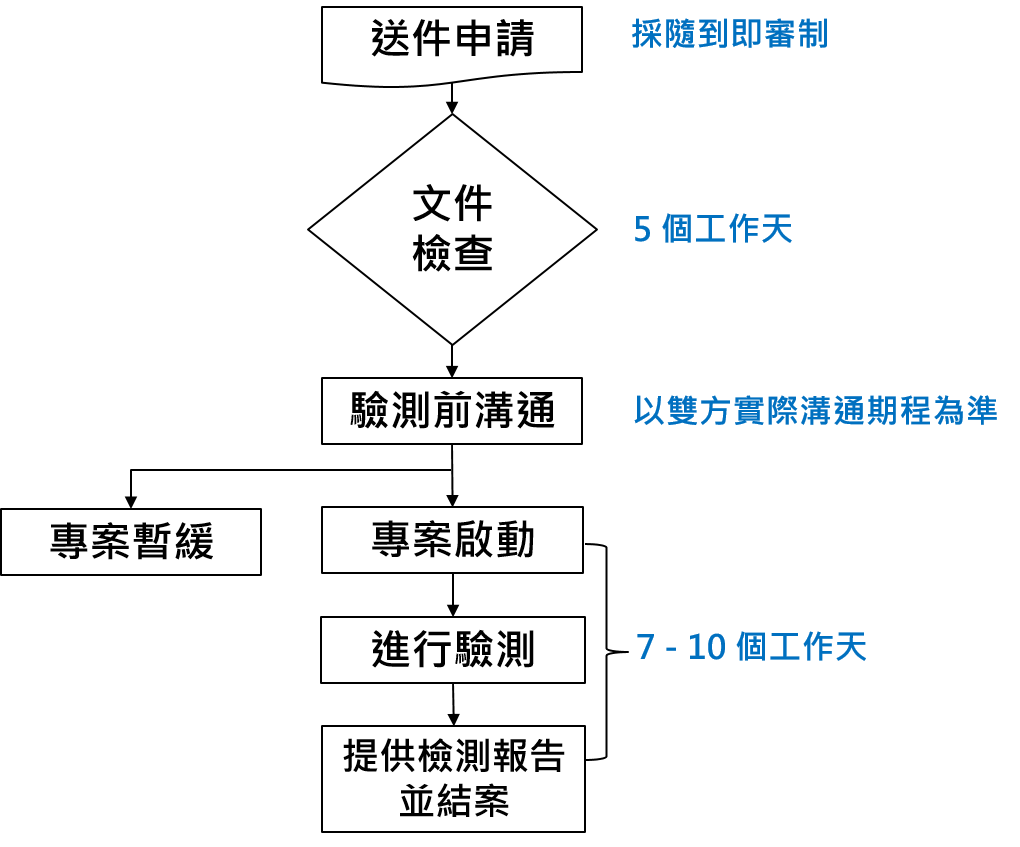 送件申請
採隨到即審制
文件
檢查
5 個工作天
驗測前溝通
以雙方實際溝通期程為準
專案暫緩
專案啟動
進行驗測
7 - 10 個工作天
提供檢測報告
並結案